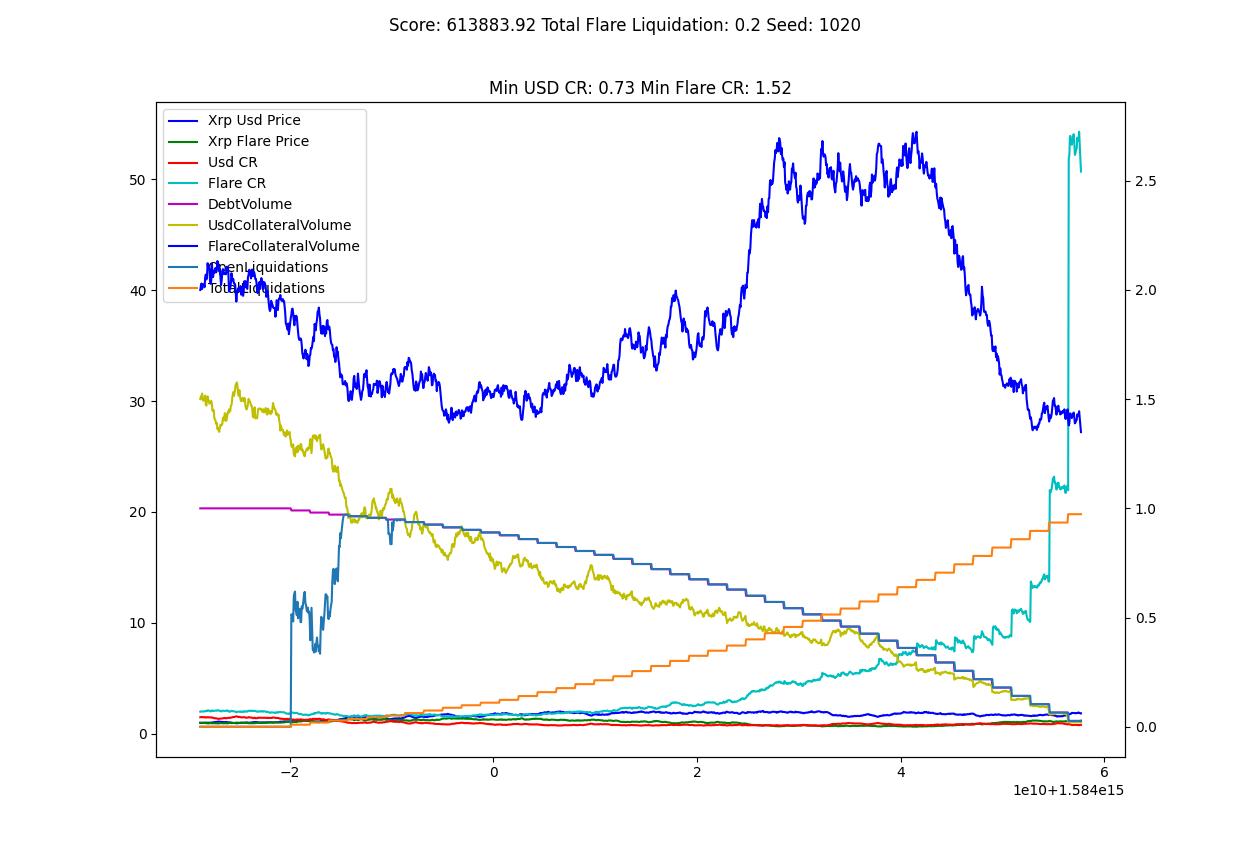 Score: 613883.92 Total Flare Liquidation: 0.2 Seed: 1020
Min USD CR: 0.73 Min Flare CR: 1.52
Xrp Usd Price
Xrp Flare Price
Usd CR
Flare CR
DebtVolume
UsdCollateralVolume
FlareCollateralVolume
OpenLiquidations
TotalLiquidations
50
40
30
20
10
0
2.5
2.0
1.5
1.0
0.5
0.0
−2
0
2
4
6
1e10+1.584e15